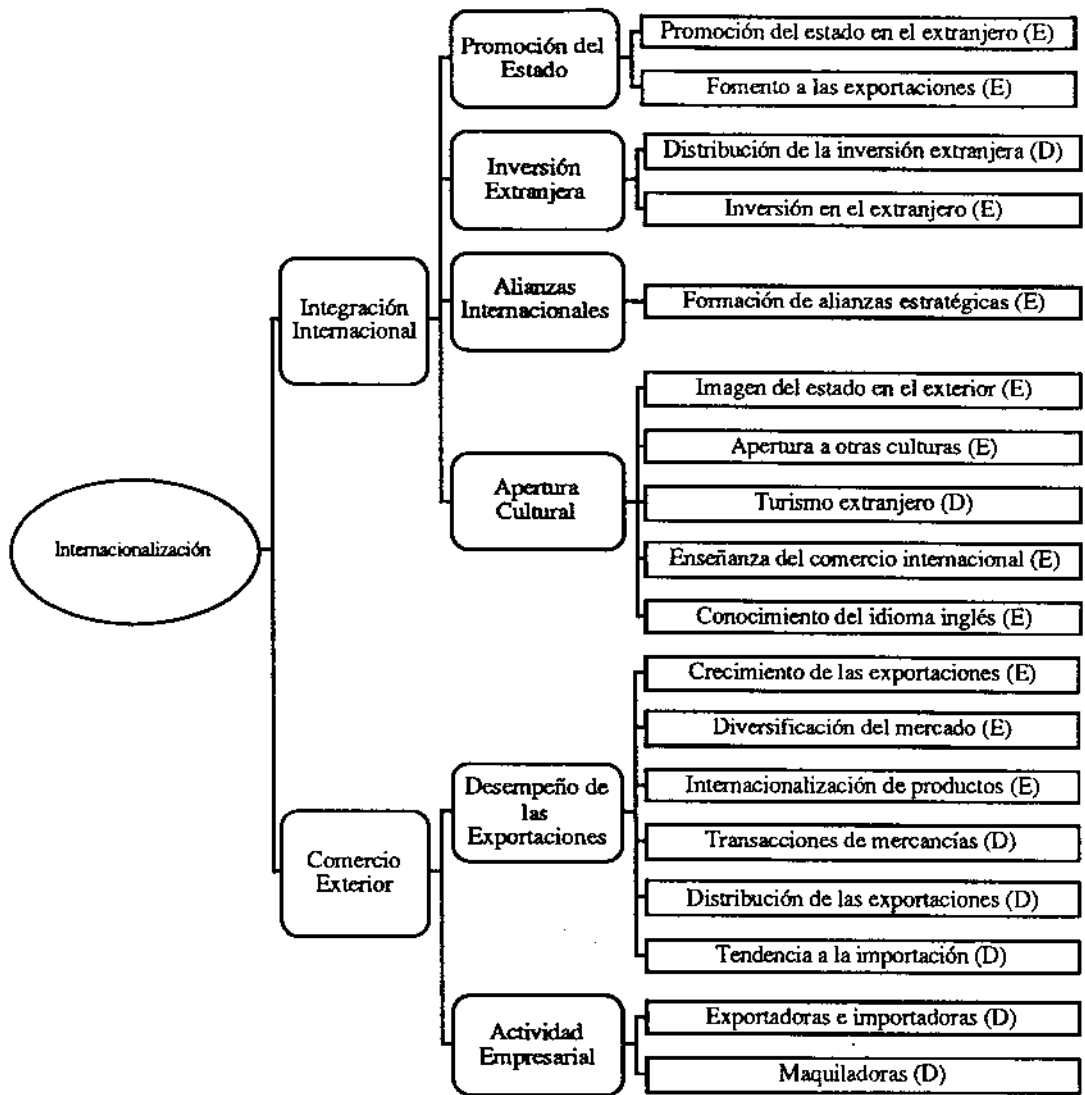 Internacionalización
Integración
Internacional
Promoción del
Estado
Promoción del estado en el extranjero (E)
Fomento a las exportaciones (E)
Inversión
Extranjera
Distribución de la inversión extranjera (D)
Inversión en el extranjero (E)
Alianzas
Internacionales
Formación de alianzas estratégicas (E)
Apertura
Cultural
Imagen del estado en el exterior (E)
Apertura a otras culturas (E)
Turismo extranjero (D)
Enseñanza del comercio internacional (E)
Conocimiento del idioma inglés (E)
Comercio
Exterior
Desempeño de
las
Exportaciones
Crecimiento de las exportaciones (E)
Diversificación del mercado (E)
Internacionalización de productos (E)
Transacciones de mercancías (D)
Distribución de las exportaciones (D)
Tendencia a la importación (D)
Actividad
Empresarial
Exportadoras e importadoras (D)
Maquiladoras (D)